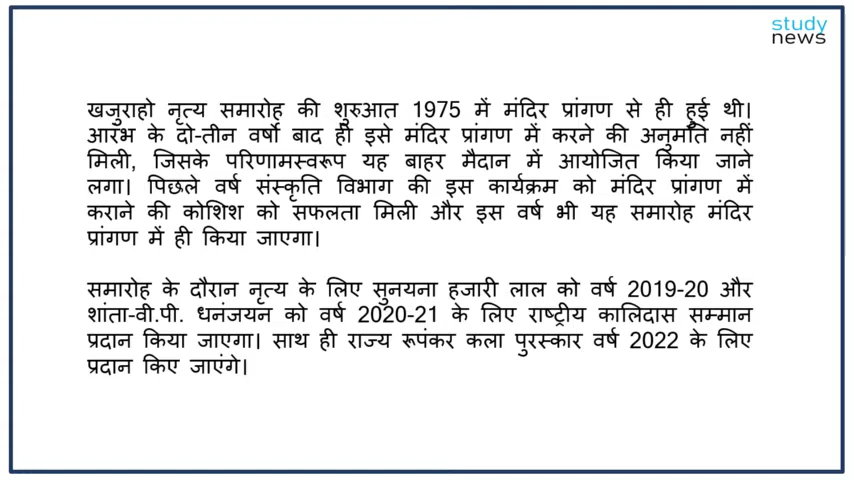 study
news
खजुराहो नृत्य समारोह की शुरुआत 1975 में मंदिर प्रांगण से ही हुई थी।
आरंभ के दो-तीन वर्षों बाद ही इसे मंदिर प्रांगण में करने की अनुमति नहीं
मिली, जिसके परिणामस्वरूप यह बाहर मैदान में आयोजित किया जाने
लगा। पिछले वर्ष संस्कृति विभाग की इस कार्यक्रम को मंदिर प्रांगण में
कराने की कोशिश को सफलता मिली और इस वर्ष भी यह समारोह मंदिर
प्रांगण में ही किया जाएगा।
समारोह के दौरान नृत्य के लिए सुनयना हजारी लाल को वर्ष 2019-20 और
शांता-वी.पी. धनंजयन को वर्ष 2020-21 के लिए राष्ट्रीय कालिदास सम्मान
प्रदान किया जाएगा। साथ ही राज्य रूपंकर कला पुरस्कार वर्ष 2022 के लिए
प्रदान किए जाएंगे।